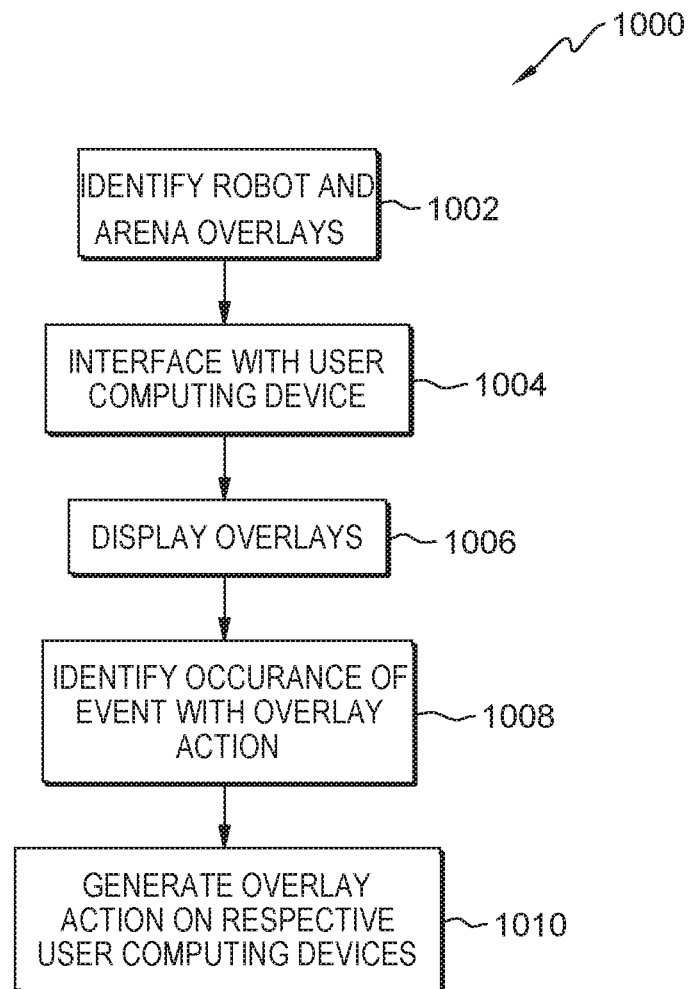 1000
IDENTIFY ROBOT AND
ARENA OVERLAYS
1002
INTERFACE WITH USER
COMPUTING DEVICE
1004
DISPLAY OVERLAYS
1006
IDENTIFY OCCURANCE OF
EVENT WITH OVERLAY
ACTION
1008
GENERATE OVERLAY
ACTION ON RESPECTIVE
USER COMPUTING DEVICES
1010